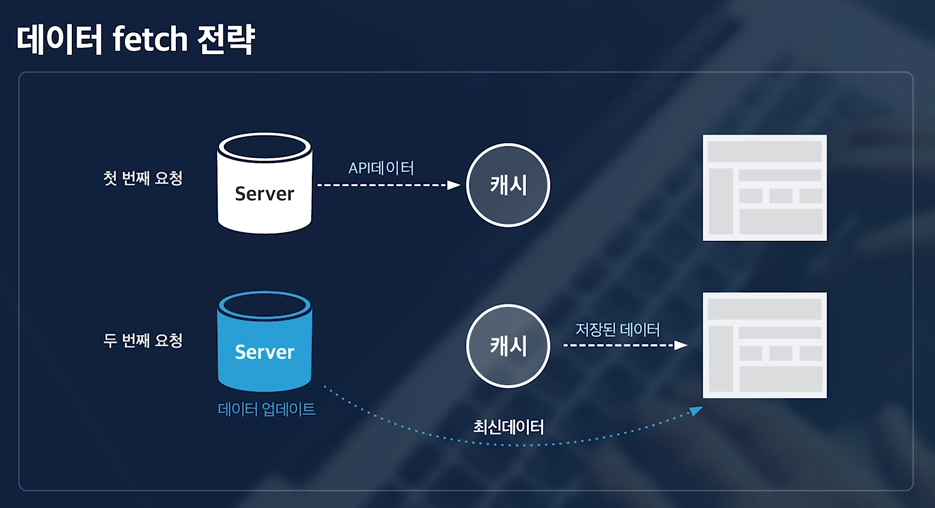 데이터 fetch 전략
첫 번째 요청
Server
API데이터
캐시
두 번째 요청
Server
캐시
저장된 데이터
데이터 업데이트
최신데이터